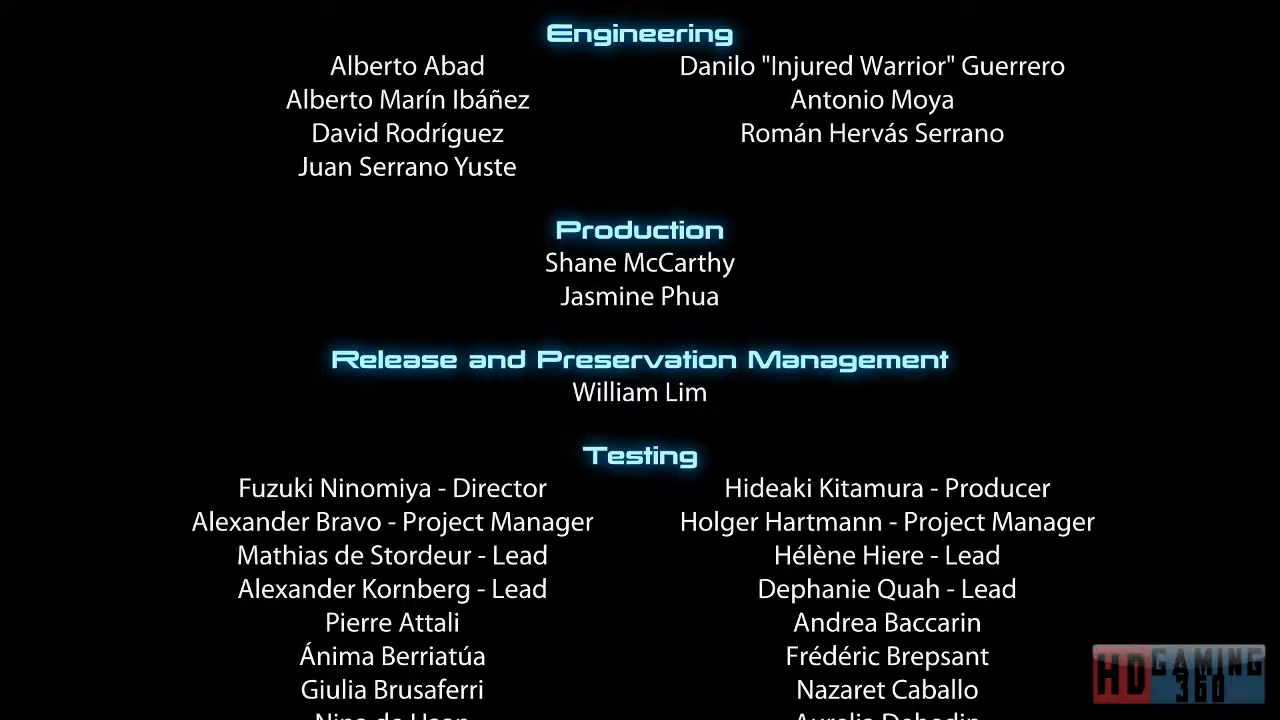 Engineering
Alberto Abad
Danilo "Injured Warrior" Guerrero
Alberto Marín Ibáñez
Antonio Moya
David Rodríguez
Román Hervás Serrano
Juan Serrano Yuste
Production
Shane McCarthy
Jasmine Phua
Release and Preservation Management
William Lim
Testing
Fuzuki Ninomiya - Director
Hideaki Kitamura - Producer
Alexander Bravo - Project Manager
Holger Hartmann - Project Manager
Mathias de Stordeur - Lead
Hélène Hiere - Lead
Alexander Kornberg - Lead
Dephanie Quah - Lead
Pierre Attali
Andrea Baccarin
Ánima Berriatúa
Frédéric Brepsant
Giulia Brusaferri
Nazaret Caballo
HD GAMING 360